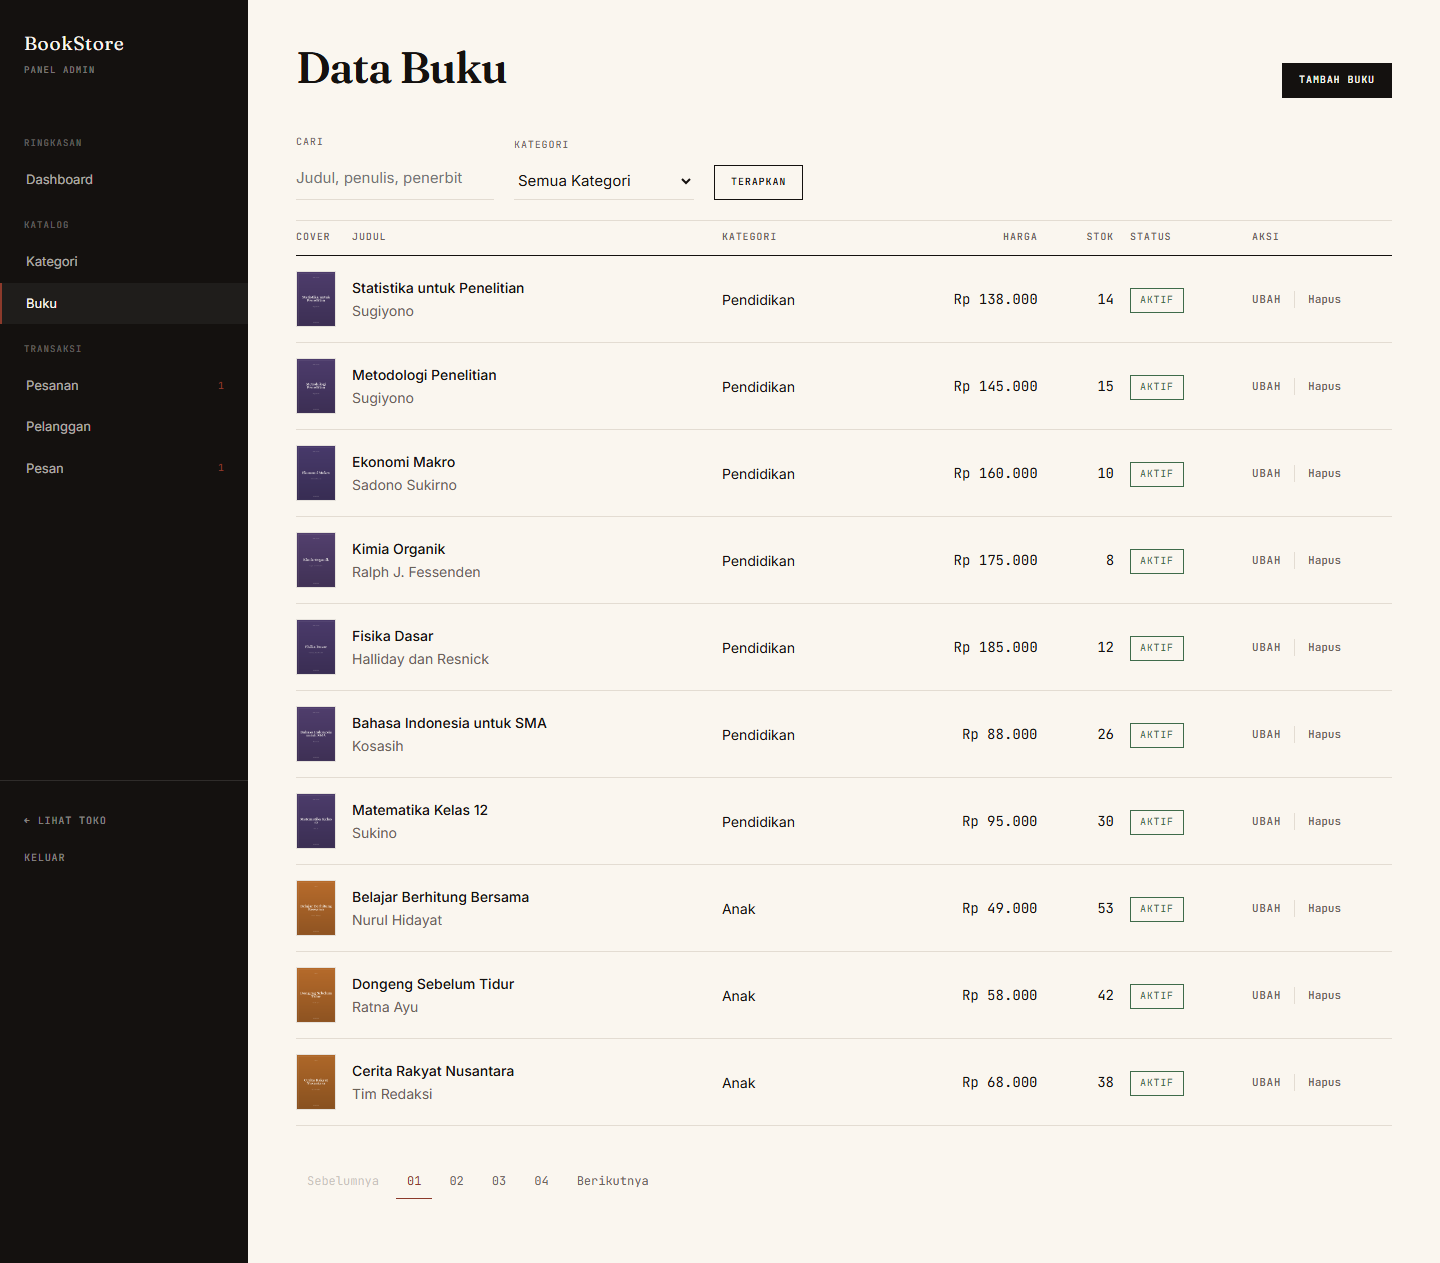 BookStore
PANEL ADMIN
RINGKASAN
Dashboard
KATALOG
Kategori
Buku
TRANSAKSI
Pesanan 1
Pelanggan
Pesan 1
← LIHAT TOKO
KELUAR
Data Buku
TAMBAH BUKU
CARI KATEGORI
Judul, penulis, penerbit Semua Kategori TERAPKAN
COVER JUDUL KATEGORI HARGA STOK STATUS AKSI
Statistika untuk Penelitian
Sugiyono
Pendidikan Rp 138.000 14 AKTIF UBAH Hapus
Metodologi Penelitian
Sugiyono
Pendidikan Rp 145.000 15 AKTIF UBAH Hapus
Ekonomi Makro
Sadono Sukirno
Pendidikan Rp 160.000 10 AKTIF UBAH Hapus
Kimia Organik
Ralph J. Fessenden
Pendidikan Rp 175.000 8 AKTIF UBAH Hapus
Fisika Dasar
Halliday dan Resnick
Pendidikan Rp 185.000 12 AKTIF UBAH Hapus
Bahasa Indonesia untuk SMA
Kosasih
Pendidikan Rp 88.000 26 AKTIF UBAH Hapus
Matematika Kelas 12
Sukino
Pendidikan Rp 95.000 30 AKTIF UBAH Hapus
Belajar Berhitung Bersama
Nurul Hidayat
Anak Rp 49.000 53 AKTIF UBAH Hapus
Dongeng Sebelum Tidur
Ratna Ayu
Anak Rp 58.000 42 AKTIF UBAH Hapus
Cerita Rakyat Nusantara
Tim Redaksi
Anak Rp 68.000 38 AKTIF UBAH Hapus
Sebelumnya 01 02 03 04 Berikutnya